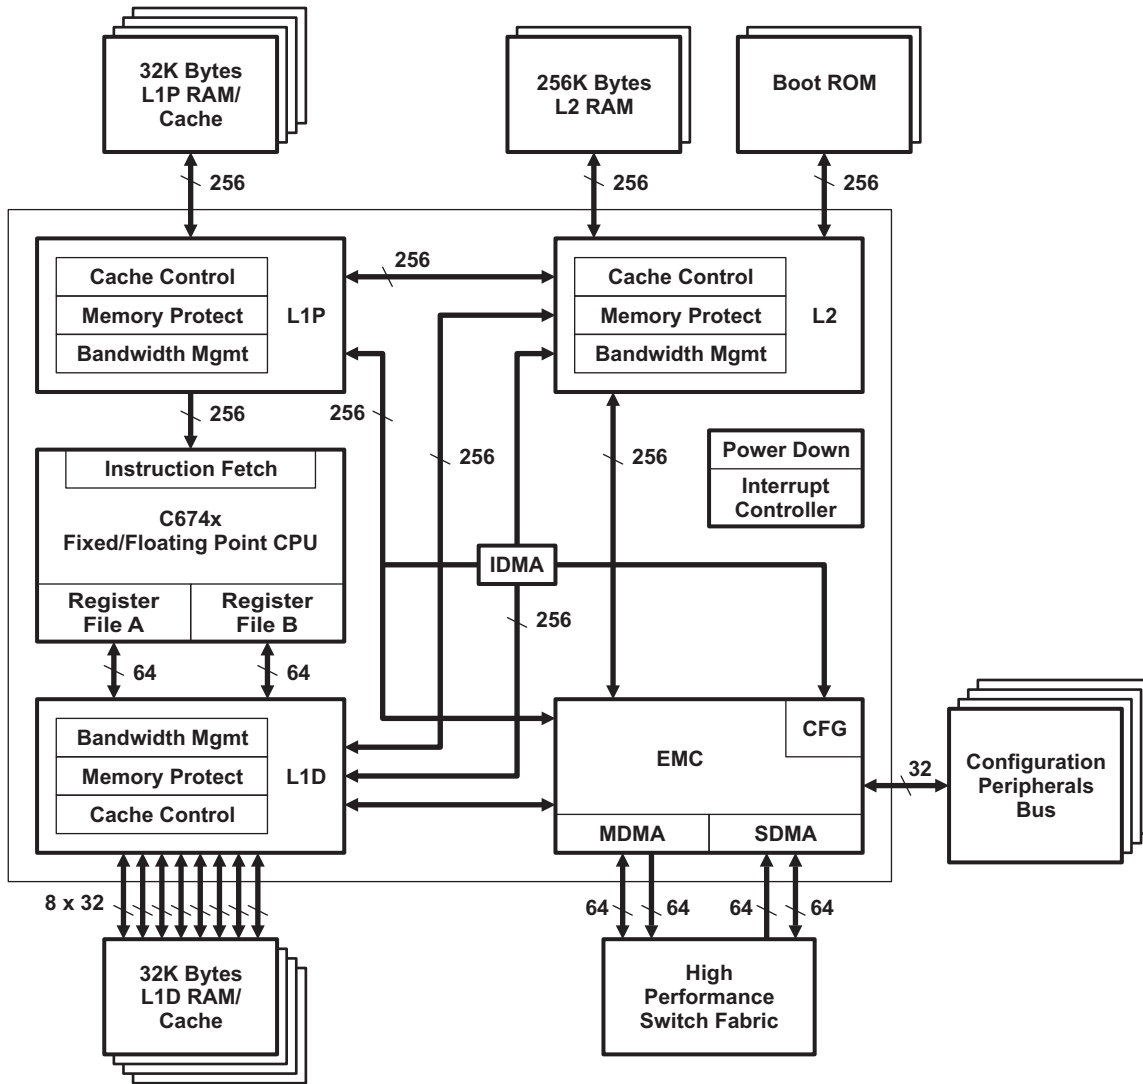 32K Bytes
L1P RAM/
Cache
256K Bytes
L2 RAM
Boot ROM
256
256
256
Cache Control
Memory Protect
Bandwidth Mgmt
L1P
256
Cache Control
Memory Protect
Bandwidth Mgmt
L2
256
256
256
256
Power Down
Interrupt
Controller
Instruction Fetch
C674x
Fixed/Floating Point CPU
Register
File A
Register
File B
IDMA
256
64
64
Bandwidth Mgmt
Memory Protect
Cache Control
L1D
EMC
CFG
MDMA
SDMA
32
Configuration
Peripherals
Bus
8 x 32
64
64
64
64
32K Bytes
L1D RAM/
Cache
High
Performance
Switch Fabric